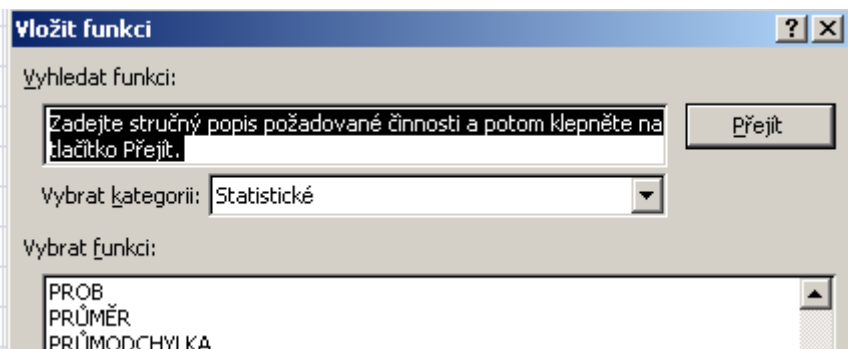 Vložit funkci
Vyhledat funkci:
Zadejte stručný popis požadované činnosti a potom klepněte na
tlačítko Přejít.
Přejít
Vybrat kategorii: Statistické
Vybrat funkci:
PROB
PRŮMĚR
PRŮMODCHYLKA